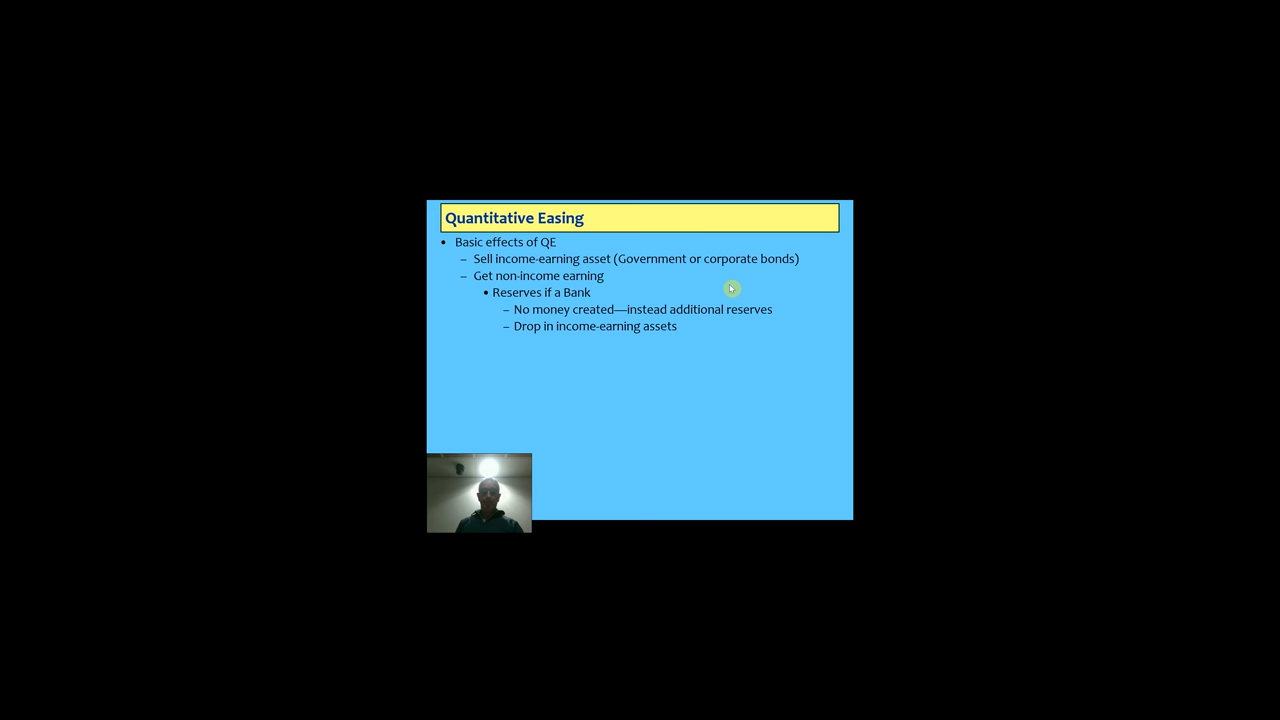 Quantitative Easing
• Basic effects of QE
– Sell income-earning asset (Government or corporate bonds)
– Get non-income earning
• Reserves if a Bank
– No money created—instead additional reserves
– Drop in income-earning assets